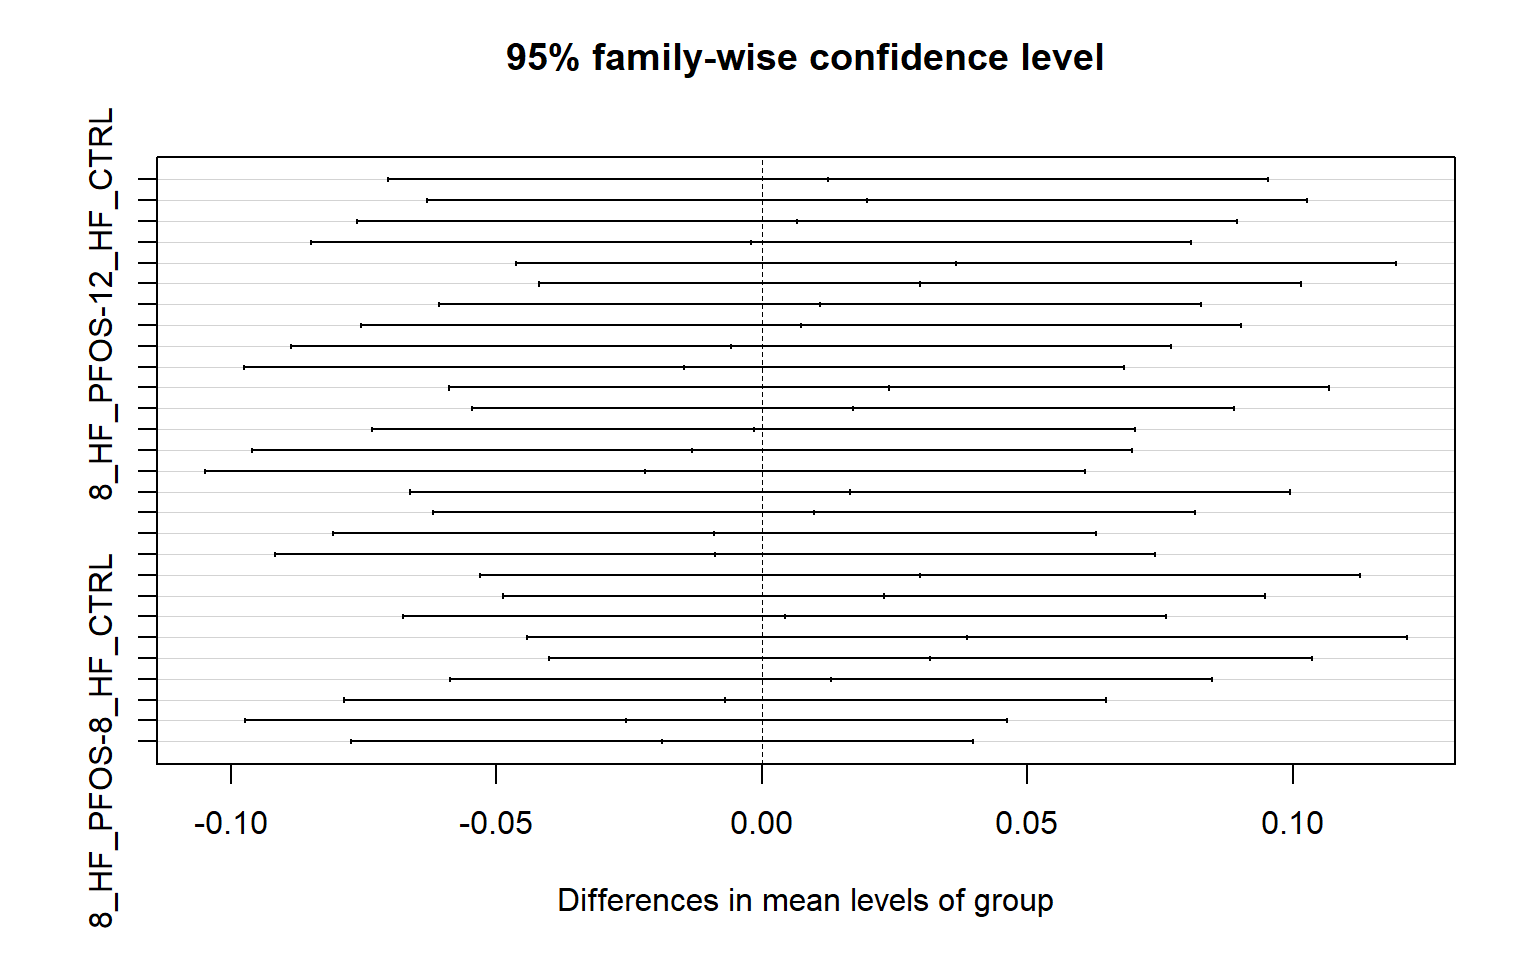 95% family-wise confidence level
8_HF_PFOS-12_HF_CTRL
8_HF_PFOS-8_HF_CTRL
-0.10 -0.05 0.00 0.05 0.10
Differences in mean levels of group